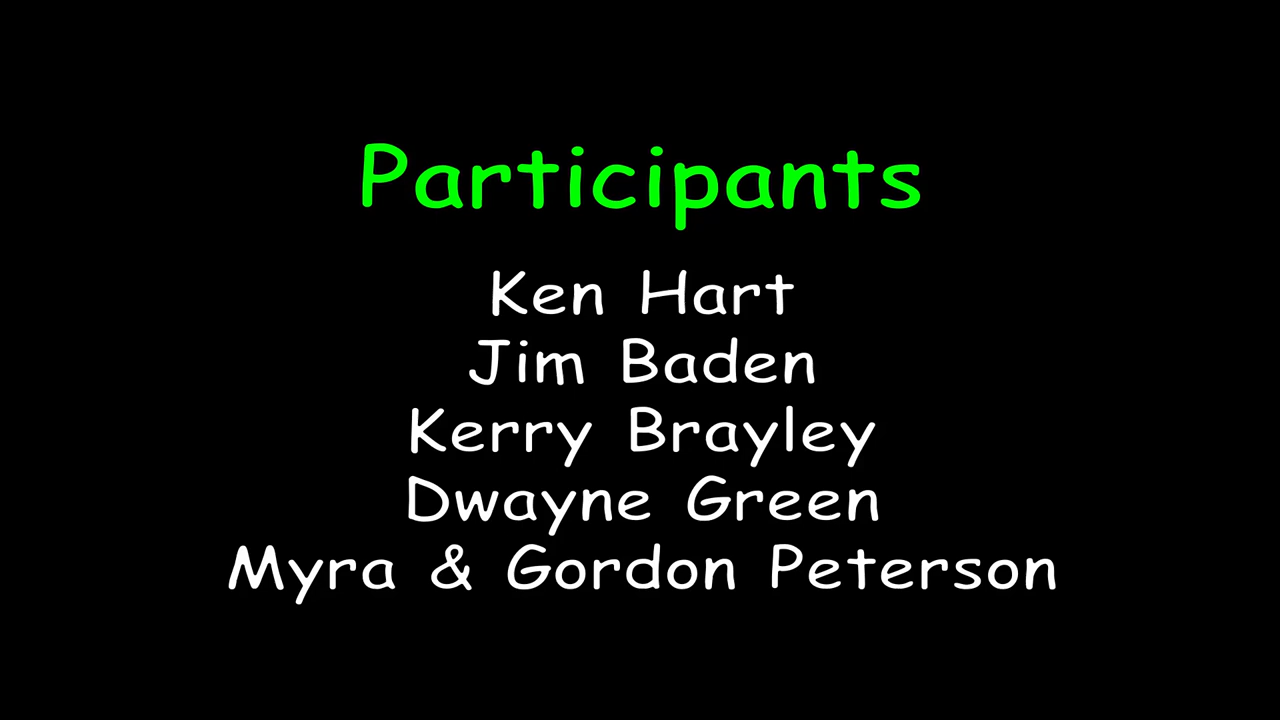 Participants
Ken Hart
Jim Baden
Kerry Brayley
Dwayne Green
Myra & Gordon Peterson